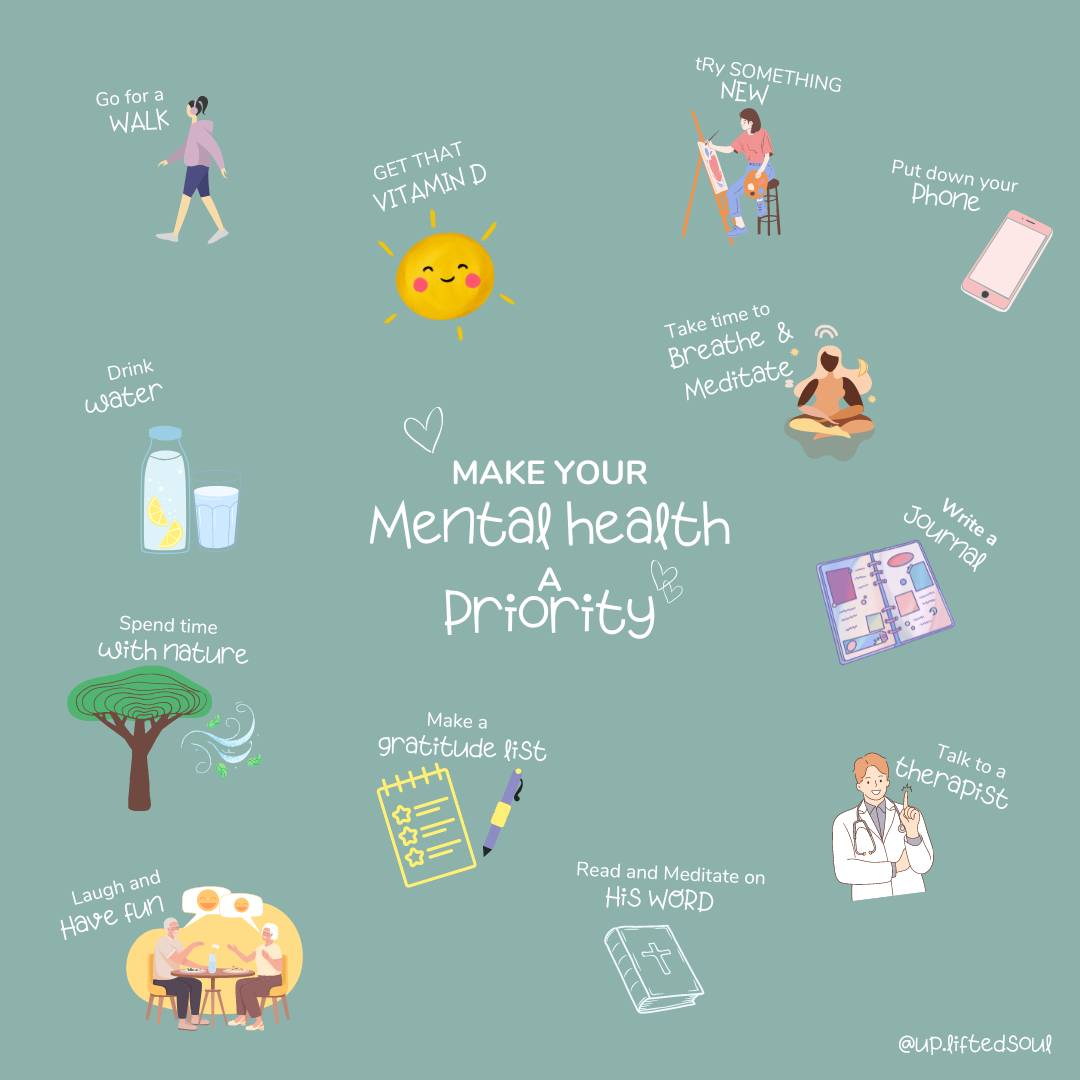 Go for a
WALK
GET THAT
VITAMIN D
tRy SOMETHING
NEW
Put down your
Phone
Take time to
Breathe &
Meditate
Drink
water
MAKE YOUR
Mental health
A
Priority
Write a
Journal
Spend time
with nature
Make a
gratitude list
Talk to a
therapist
Laugh and
Have fun
Read and Meditate on
HiS WORD
@up.liftedsoul